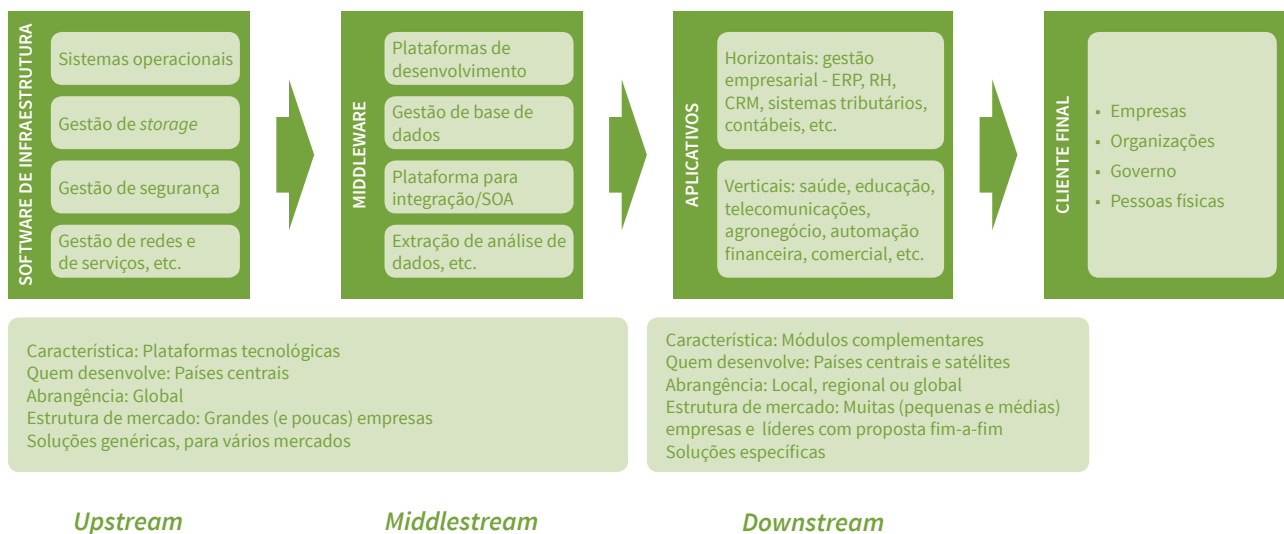 SOFTWARE DE INFRAESTRUTURA
Sistemas operacionais
Gestão de storage
Gestão de segurança
Gestão de redes e
de serviços, etc.
MIDDLEWARE
Plataformas de
desenvolvimento
Gestão de base de
dados
Plataforma para
integração/SOA
Extração de análise de
dados, etc.
APLICATIVOS
Horizontais: gestão
empresarial - ERP, RH,
CRM, sistemas tributários,
contábeis, etc.
Verticais: saúde, educação,
telecomunicações,
agronegócio, automação
financeira, comercial, etc.
CLIENTE FINAL
▪ Empresas
▪ Organizações
▪ Governo
▪ Pessoas físicas
Característica: Plataformas tecnológicas
Quem desenvolve: Países centrais
Abrangência: Global
Estrutura de mercado: Grandes (e poucas) empresas
Soluções genéricas, para vários mercados
Característica: Módulos complementares
Quem desenvolve: Países centrais e satélites
Abrangência: Local, regional ou global
Estrutura de mercado: Muitas (pequenas e médias)
empresas e líderes com proposta fim-a-fim
Soluções específicas
Upstream
Middlestream
Downstream